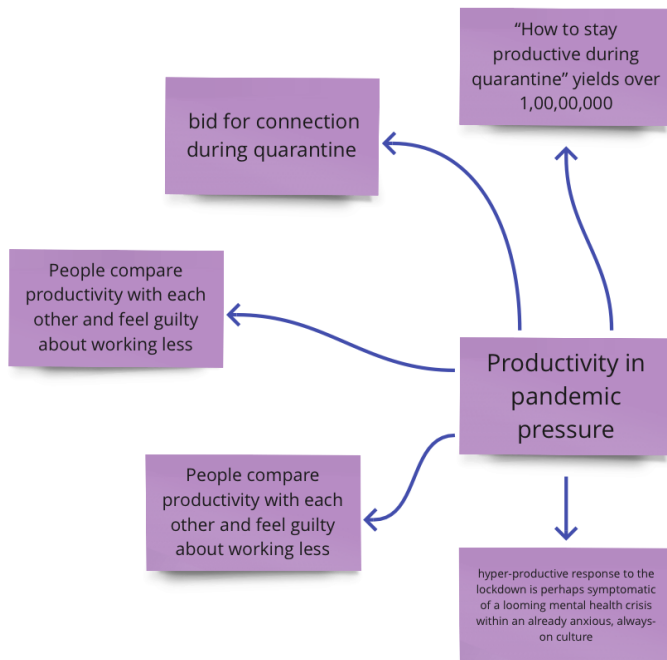 “How to stay
productive during
quarantine” yields over
1,00,00,000
bid for connection
during quarantine
People compare
productivity with each
other and feel guilty
about working less
Productivity in
pandemic
pressure
People compare
productivity with each
other and feel guilty
about working less
hyper-productive response to the
lockdown is perhaps symptomatic
of a looming mental health crisis
within an already anxious, always-
on culture